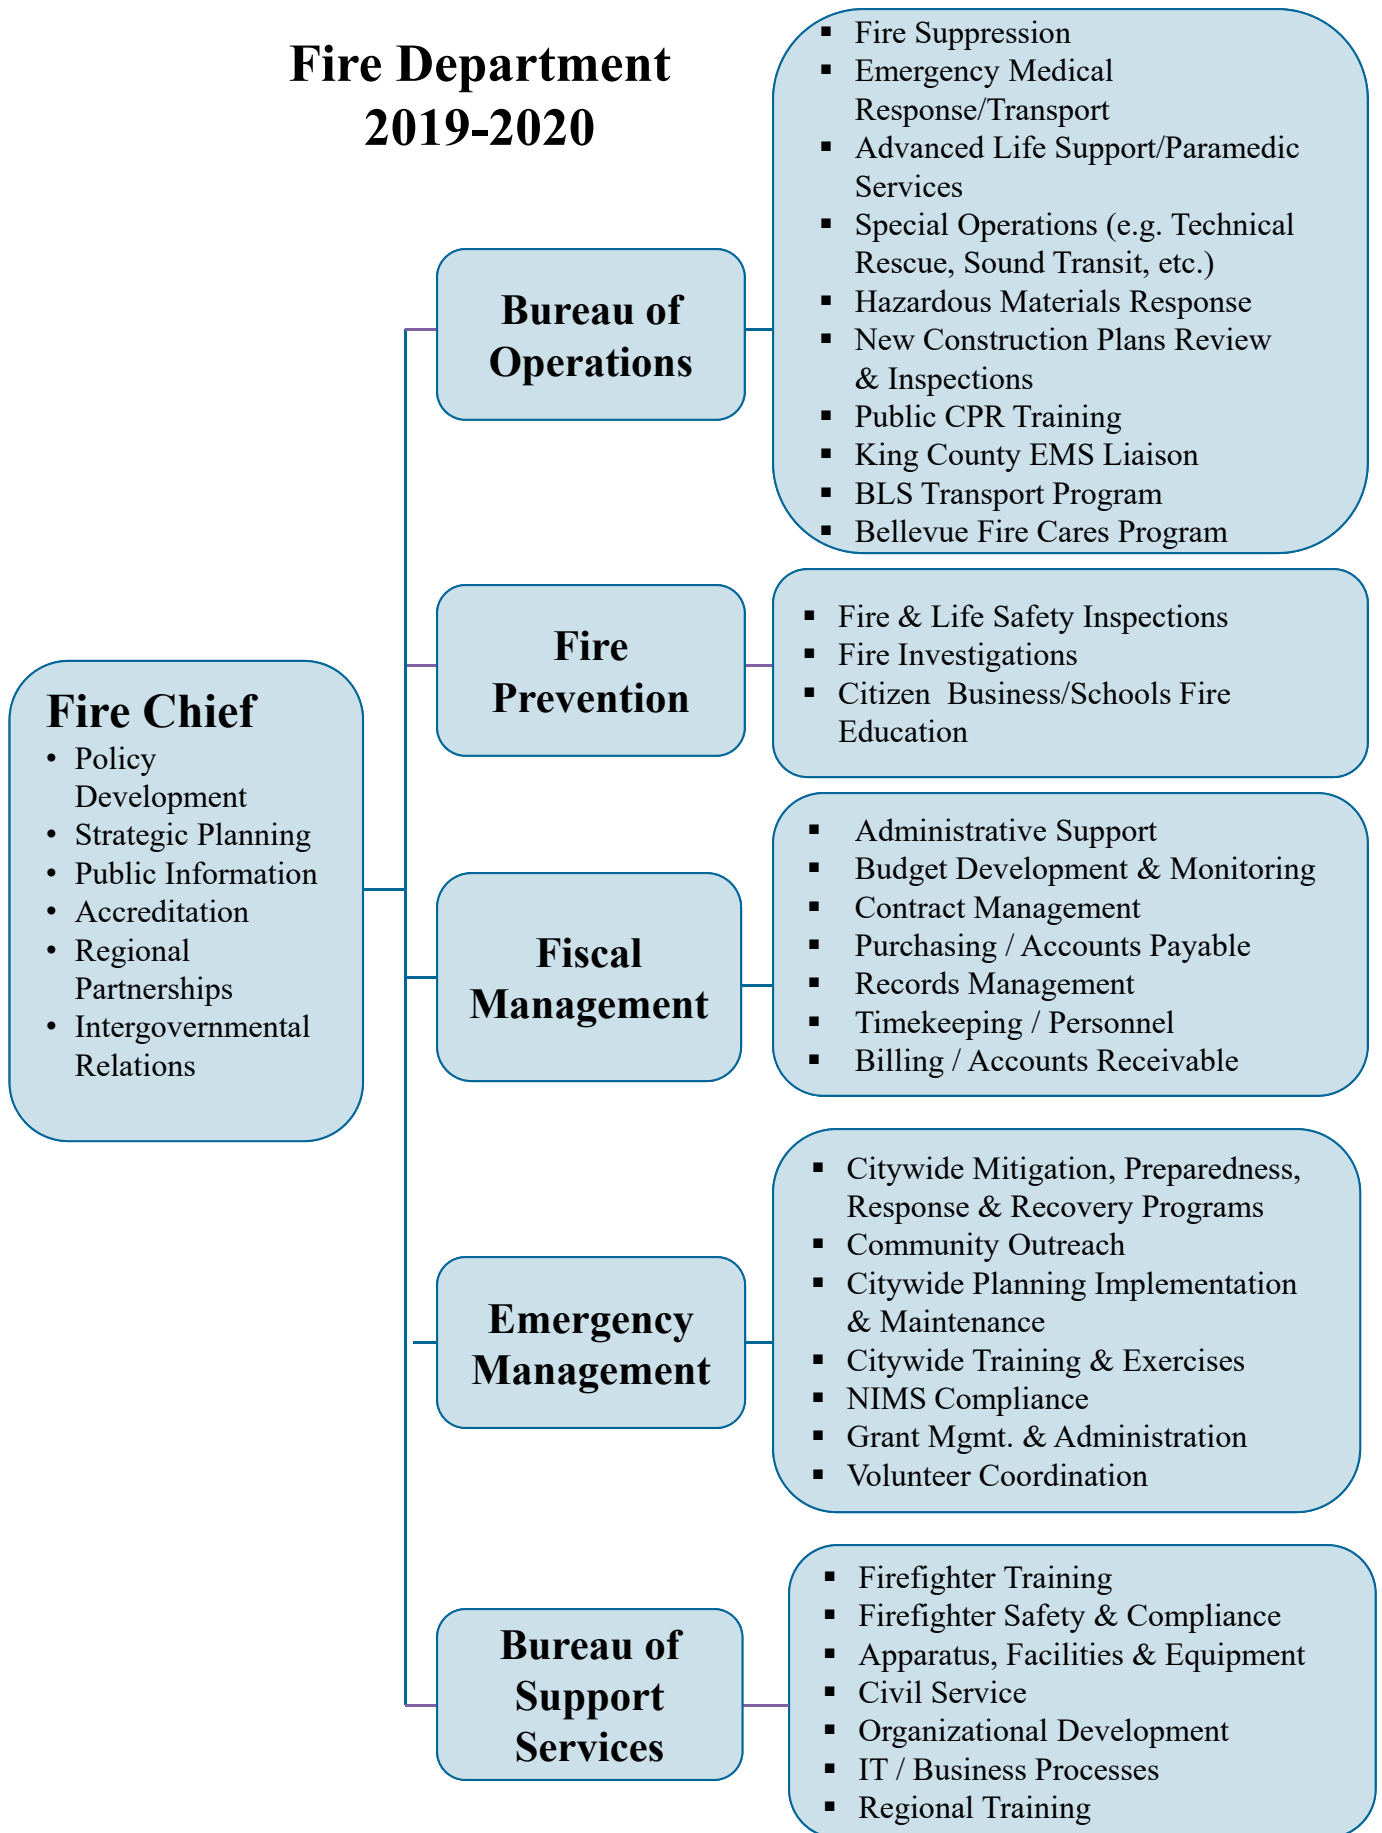 Fire Department
2019-2020
Fire Chief
• Policy
Development
• Strategic Planning
• Public Information
• Accreditation
• Regional
Partnerships
• Intergovernmental
Relations
Bureau of
Operations
▪ Fire Suppression
▪ Emergency Medical
Response/Transport
▪ Advanced Life Support/Paramedic
Services
▪ Special Operations (e.g. Technical
Rescue, Sound Transit, etc.)
▪ Hazardous Materials Response
▪ New Construction Plans Review
& Inspections
▪ Public CPR Training
▪ King County EMS Liaison
▪ BLS Transport Program
▪ Bellevue Fire Cares Program
Fire
Prevention
▪ Fire & Life Safety Inspections
▪ Fire Investigations
▪ Citizen  Business/Schools Fire
Education
Fiscal
Management
▪ Administrative Support
▪ Budget Development & Monitoring
▪ Contract Management
▪ Purchasing / Accounts Payable
▪ Records Management
▪ Timekeeping / Personnel
▪ Billing / Accounts Receivable
Emergency
Management
▪ Citywide Mitigation, Preparedness,
Response & Recovery Programs
▪ Community Outreach
▪ Citywide Planning Implementation
& Maintenance
▪ Citywide Training & Exercises
▪ NIMS Compliance
▪ Grant Mgmt. & Administration
▪ Volunteer Coordination
Bureau of
Support
Services
▪ Firefighter Training
▪ Firefighter Safety & Compliance
▪ Apparatus, Facilities & Equipment
▪ Civil Service
▪ Organizational Development
▪ IT / Business Processes
▪ Regional Training